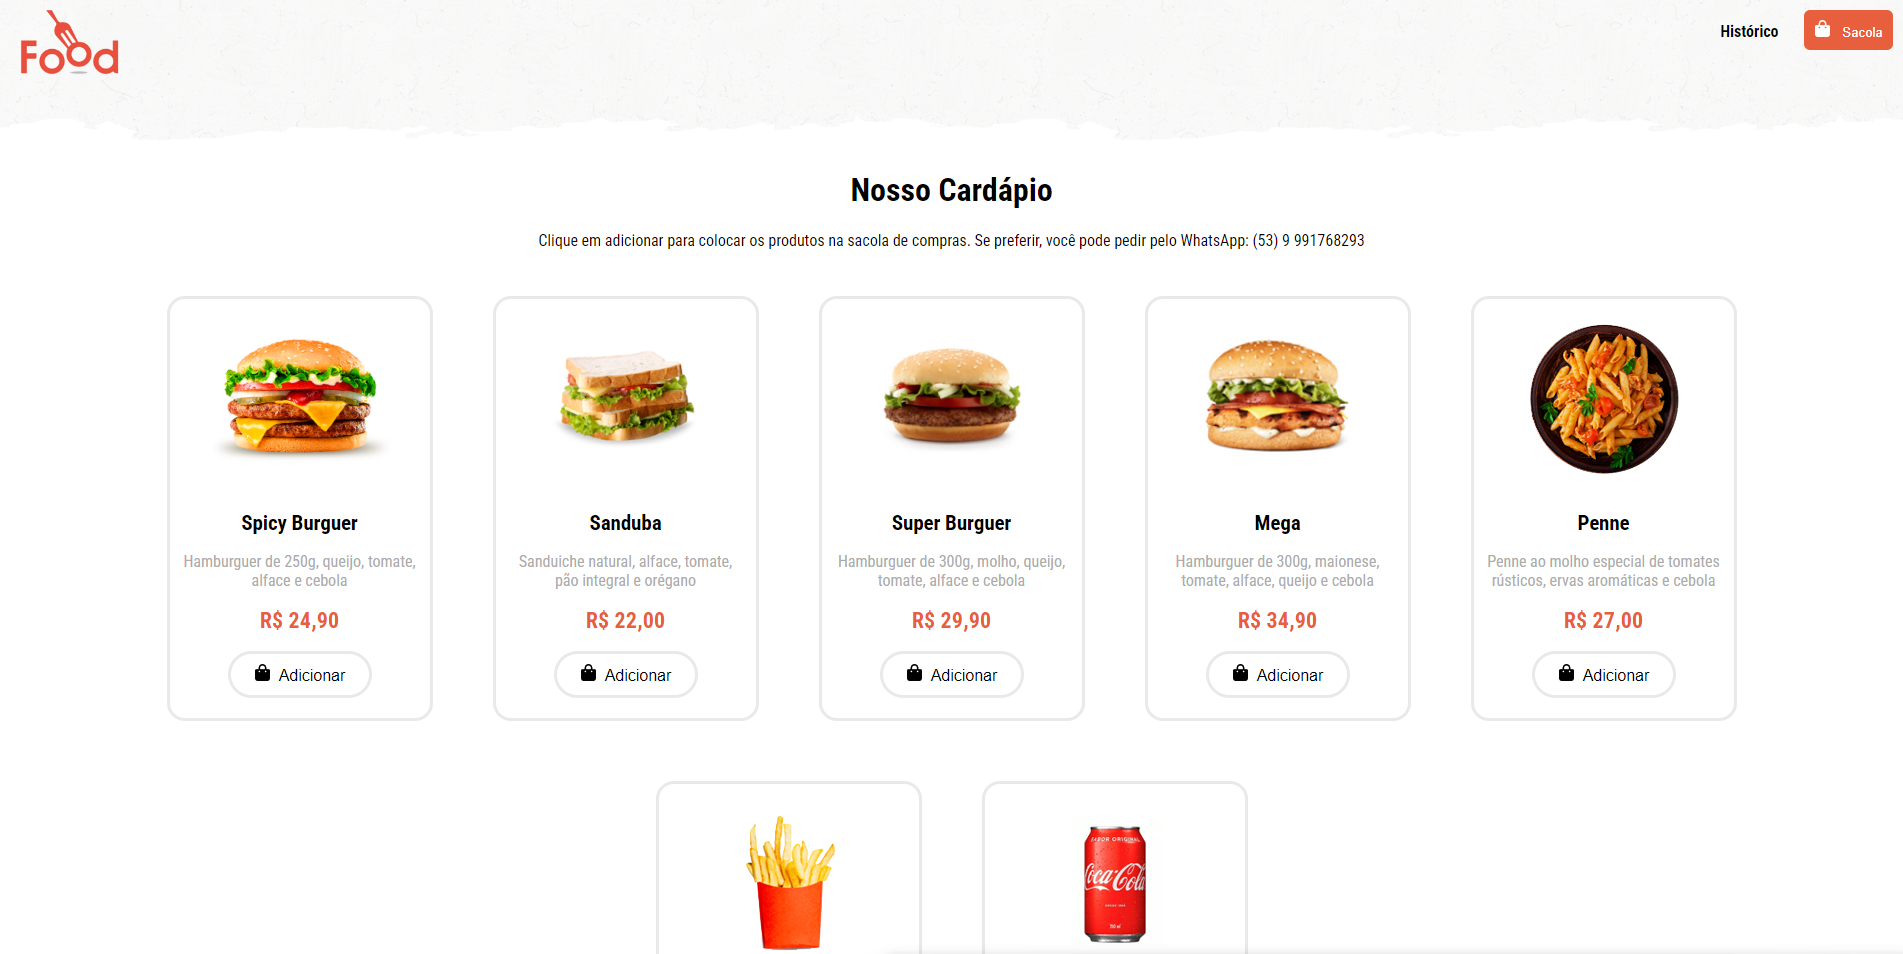 Food
Histórico
Sacola
Nosso Cardápio
Clique em adicionar para colocar os produtos na sacola de compras. Se preferir, você pode pedir pelo WhatsApp: (53) 9 991768293
Spicy Burguer
Hamburguer de 250g, queijo, tomate,
alface e cebola
R$ 24,90
Adicionar
Sanduba
Sanduiche natural, alface, tomate,
pão integral e orégano
R$ 22,00
Adicionar
Super Burguer
Hamburguer de 300g, molho, queijo,
tomate, alface e cebola
R$ 29,90
Adicionar
Mega
Hamburguer de 300g, maionese,
tomate, alface, queijo e cebola
R$ 34,90
Adicionar
Penne
Penne ao molho especial de tomates
rústicos, ervas aromáticas e cebola
R$ 27,00
Adicionar
SABOR ORIGINAL
Coca-Cola